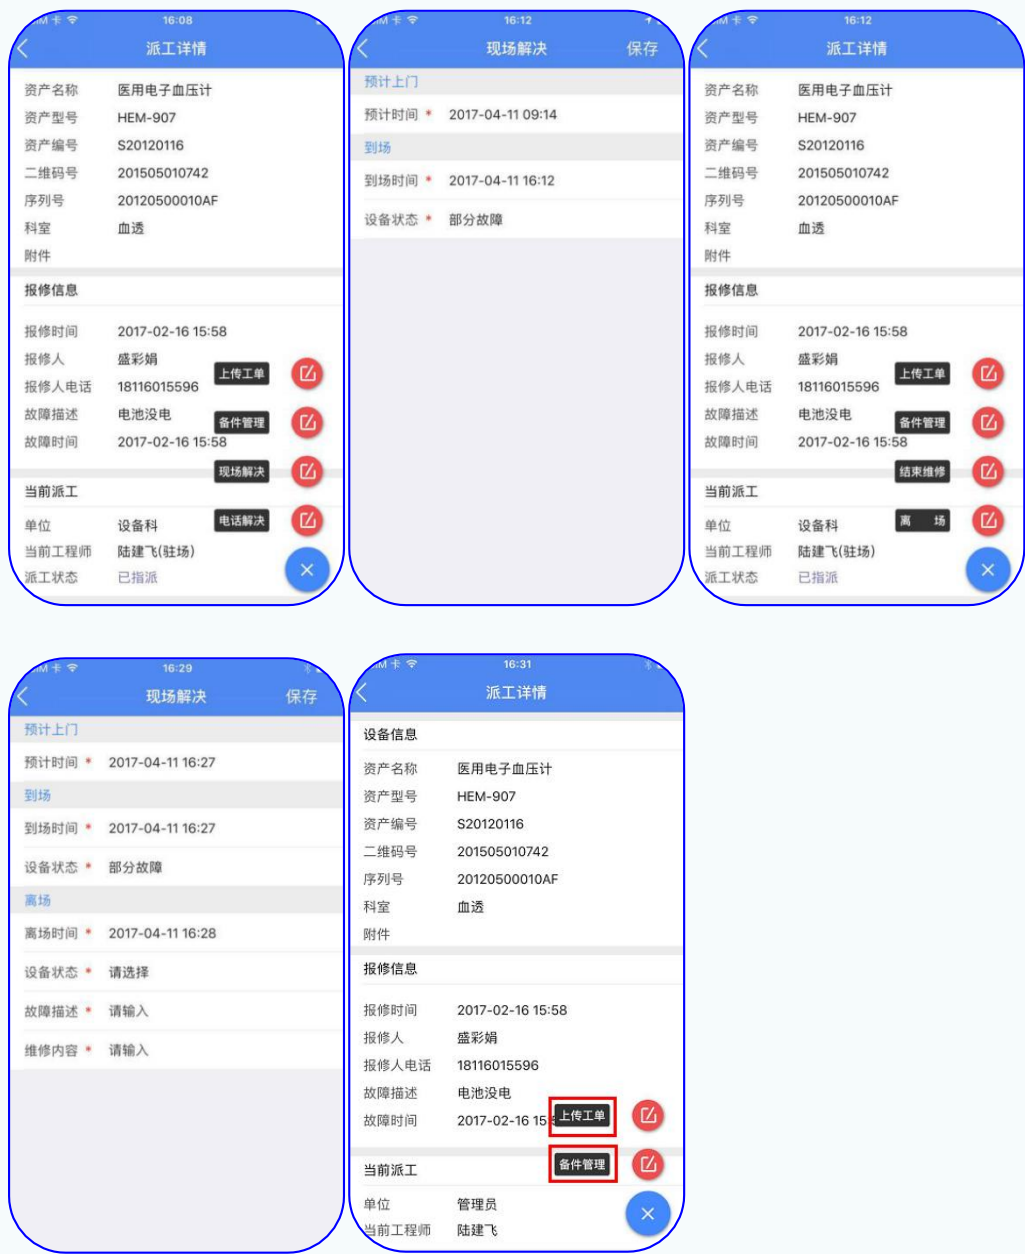 IM 卡 16:08
派工详情
资产名称 医用电子血压计
资产型号 HEM-907
资产编号 S20120116
二维码号 201505010742
序列号 20120500010AF
科室 血透
附件
报修信息
报修时间 2017-02-16 15:58
报修人 盛彩娟
上传工单
报修人电话 18116015596
故障描述 电池没电
备件管理
故障时间 2017-02-16 15:58
现场解决
当前派工
单位 设备科
电话解决
当前工程师 陆建飞(驻场)
派工状态 已指派
IM 卡 16:12
现场解决 保存
预计上门
预计时间 * 2017-04-11 09:14
到场
到场时间 * 2017-04-11 16:12
设备状态 * 部分故障
IM 卡 16:12
派工详情
资产名称 医用电子血压计
资产型号 HEM-907
资产编号 S20120116
二维码号 201505010742
序列号 20120500010AF
科室 血透
附件
报修信息
报修时间 2017-02-16 15:58
报修人 盛彩娟
上传工单
报修人电话 18116015596
故障描述 电池没电
备件管理
故障时间 2017-02-16 15:58
结束维修
当前派工
单位 设备科
离 场
当前工程师 陆建飞(驻场)
派工状态 已指派
IM 卡 16:29
现场解决 保存
预计上门
预计时间 * 2017-04-11 16:27
到场
到场时间 * 2017-04-11 16:27
设备状态 * 部分故障
离场
离场时间 * 2017-04-11 16:28
设备状态 * 请选择
故障描述 * 请输入
维修内容 * 请输入
IM 卡 16:31
派工详情
设备信息
资产名称 医用电子血压计
资产型号 HEM-907
资产编号 S20120116
二维码号 201505010742
序列号 20120500010AF
科室 血透
附件
报修信息
报修时间 2017-02-16 15:58
报修人 盛彩娟
报修人电话 18116015596
故障描述 电池没电
故障时间 2017-02-16 15
上传工单
备件管理
当前派工
单位 管理员
当前工程师 陆建飞